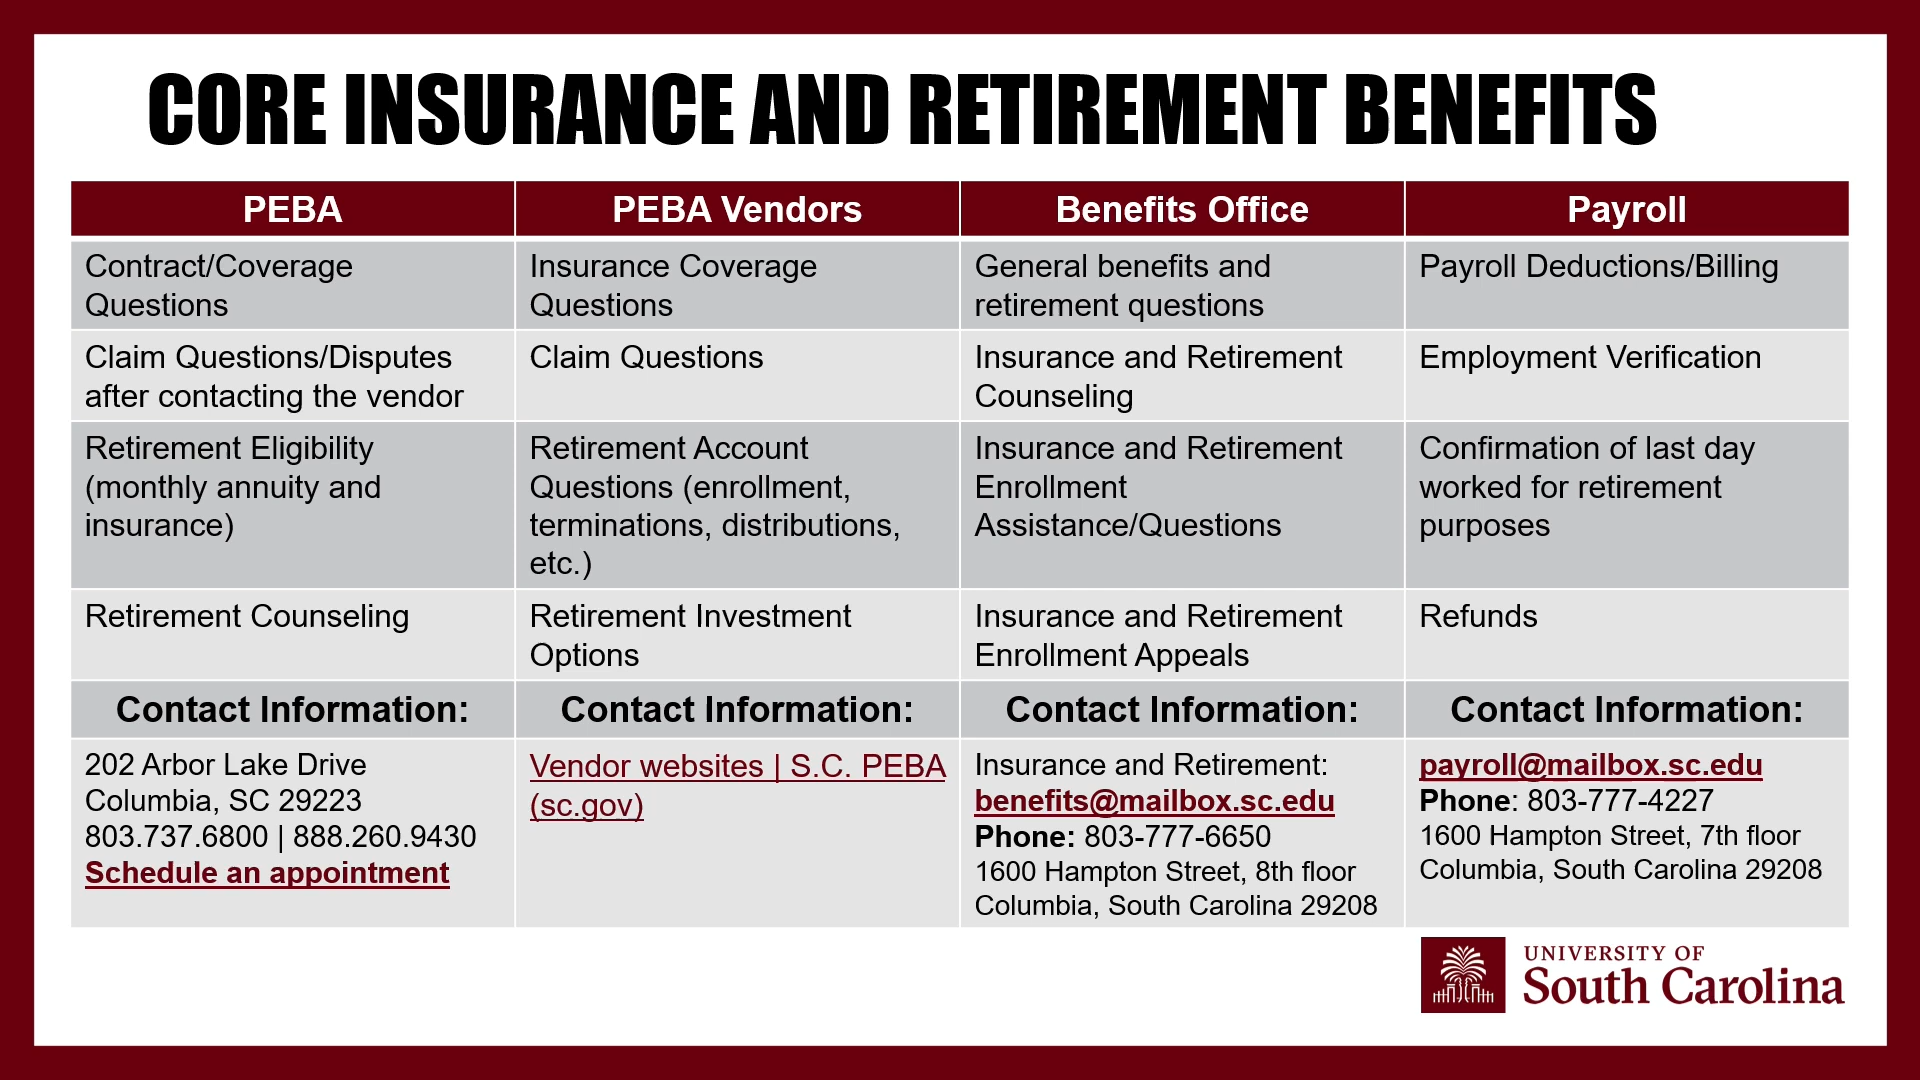 CORE INSURANCE AND RETIREMENT BENEFITS
PEBA
PEBA Vendors
Benefits Office
Payroll
Contract/Coverage
Questions
Insurance Coverage
Questions
General benefits and
retirement questions
Payroll Deductions/Billing
Claim Questions/Disputes
after contacting the vendor
Claim Questions
Insurance and Retirement
Counseling
Employment Verification
Retirement Eligibility
(monthly annuity and
insurance)
Retirement Account
Questions (enrollment,
terminations, distributions,
etc.)
Insurance and Retirement
Enrollment
Assistance/Questions
Confirmation of last day
worked for retirement
purposes
Retirement Counseling
Retirement Investment
Options
Insurance and Retirement
Enrollment Appeals
Refunds
Contact Information:
Contact Information:
Contact Information:
Contact Information:
202 Arbor Lake Drive
Columbia, SC 29223
803.737.6800 | 888.260.9430
Schedule an appointment
Vendor websites | S.C. PEBA
(sc.gov)
Insurance and Retirement:
benefits@mailbox.sc.edu
Phone: 803-777-6650
1600 Hampton Street, 8th floor
Columbia, South Carolina 29208
payroll@mailbox.sc.edu
Phone: 803-777-4227
1600 Hampton Street, 7th floor
Columbia, South Carolina 29208
UNIVERSITY OF
South Carolina